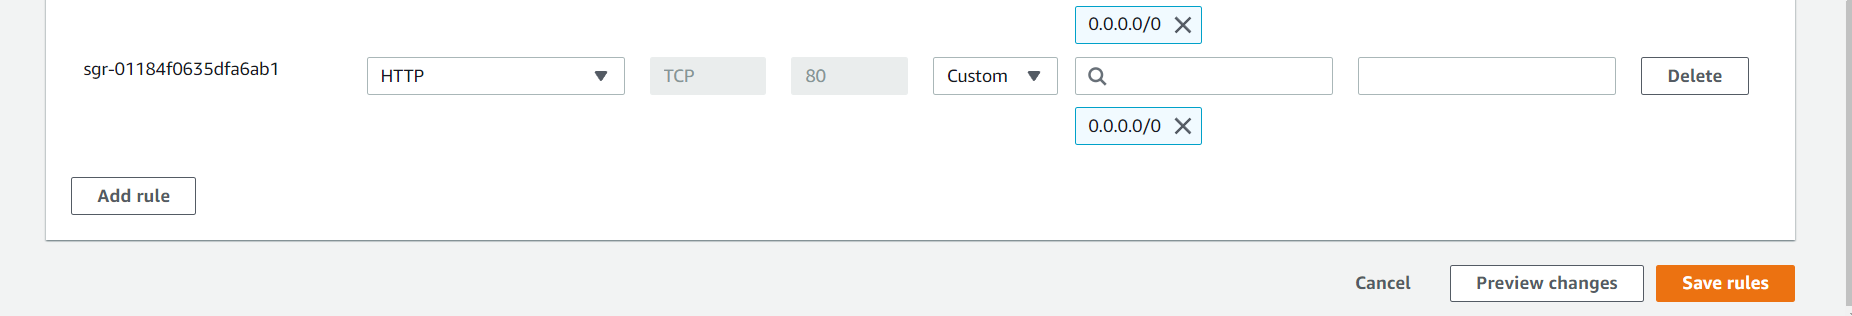 0.0.0.0/0
sgr-01184f0635dfa6ab1 HTTP TCP 80 Custom Delete
0.0.0.0/0
Add rule
Cancel Preview changes Save rules